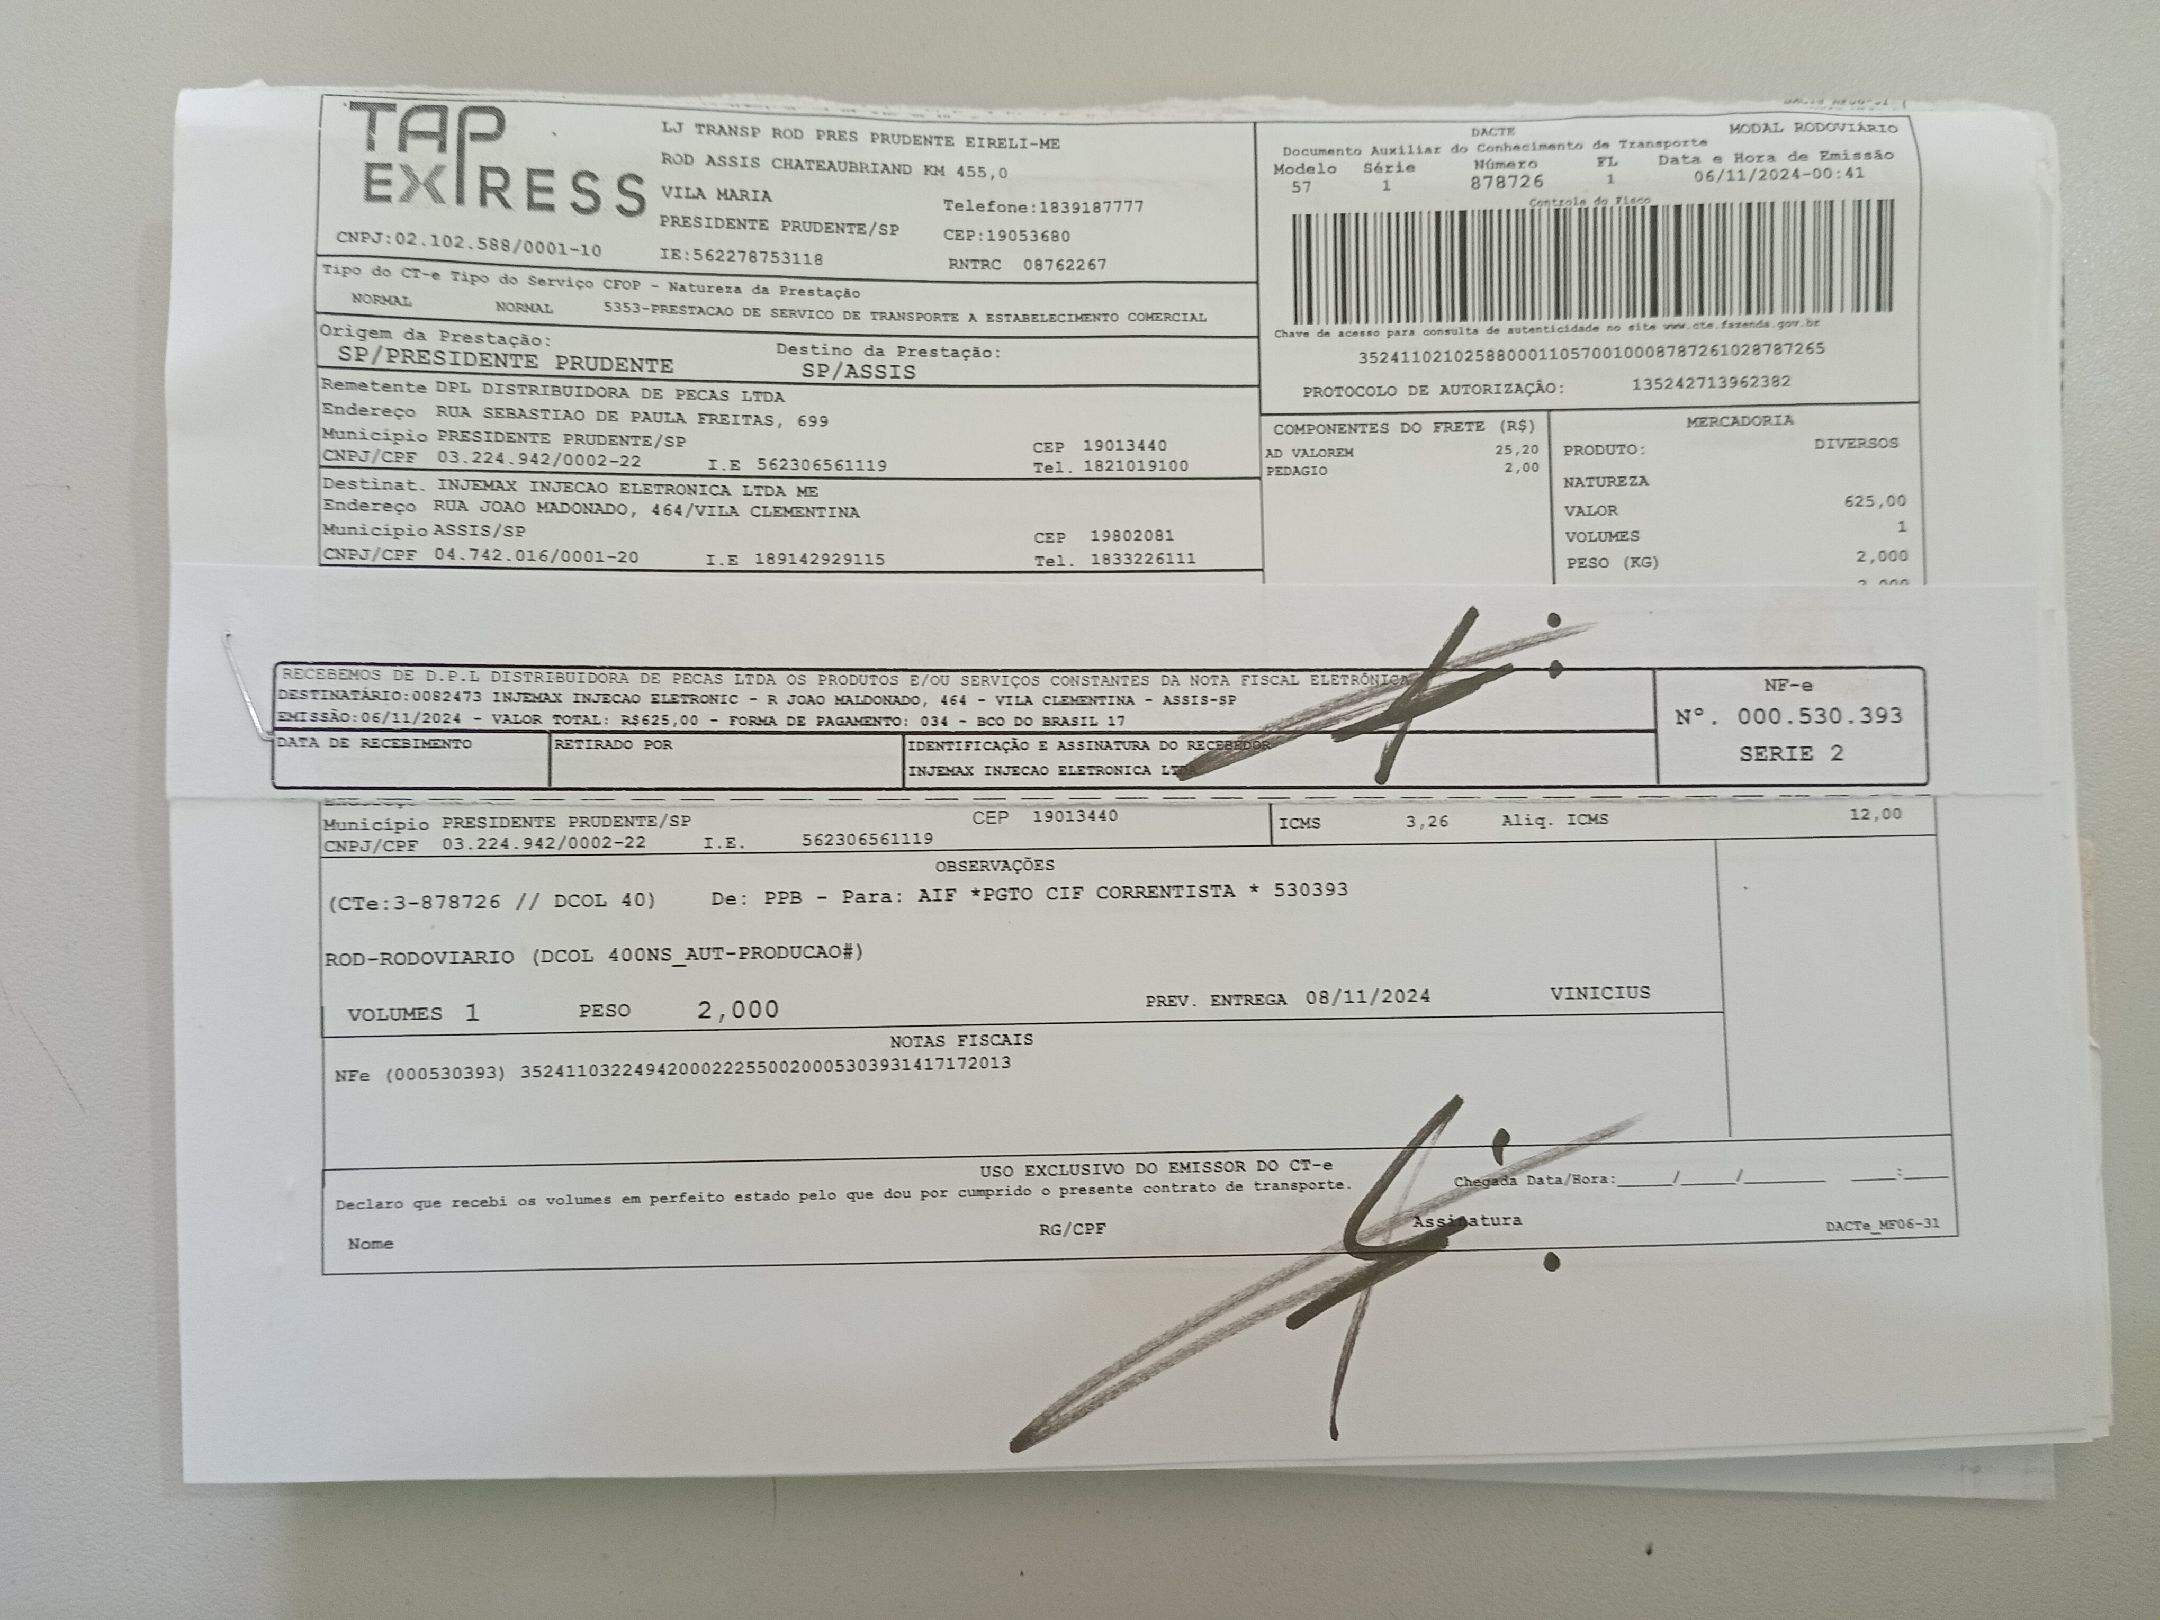 TAP EXPRESS
LJ TRANSP ROD PRES PRUDENTE EIRELI-ME
ROD ASSIS CHATEAUBRIAND KM 455,0
VILA MARIA
Telefone:1839187777
PRESIDENTE PRUDENTE/SP CEP:19053680
CNPJ:02.102.588/0001-10 IE:562278753118 RNTRC 08762267
DACTE MODAL RODOVIÁRIO
Documento Auxiliar do Conhecimento de Transporte
Modelo Série Número FL Data e Hora de Emissão
57 1 878726 1 06/11/2024-00:41
Controle do Fisco
Chave de acesso para consulta de autenticidade no site www.cte.fazenda.gov.br
35241102102588000110570010008787261028787265
PROTOCOLO DE AUTORIZAÇÃO: 135242713962382
Tipo do CT-e Tipo do Serviço CFOP - Natureza da Prestação
NORMAL NORMAL 5353-PRESTACAO DE SERVICO DE TRANSPORTE A ESTABELECIMENTO COMERCIAL
Origem da Prestação: Destino da Prestação:
SP/PRESIDENTE PRUDENTE SP/ASSIS
Remetente DPL DISTRIBUIDORA DE PECAS LTDA
Endereço RUA SEBASTIAO DE PAULA FREITAS, 699
Município PRESIDENTE PRUDENTE/SP CEP 19013440
CNPJ/CPF 03.224.942/0002-22 I.E 562306561119 Tel. 1821019100
Destinat. INJEMAX INJECAO ELETRONICA LTDA ME
Endereço RUA JOAO MADONADO, 464/VILA CLEMENTINA
Município ASSIS/SP CEP 19802081
CNPJ/CPF 04.742.016/0001-20 I.E 189142929115 Tel. 1833226111
COMPONENTES DO FRETE (R$)
AD VALOREM 25,20
PEDAGIO 2,00
MERCADORIA
PRODUTO: DIVERSOS
NATUREZA
VALOR 625,00
VOLUMES 1
PESO (KG) 2,000
RECEBEMOS DE D.P.L DISTRIBUIDORA DE PECAS LTDA OS PRODUTOS E/OU SERVIÇOS CONSTANTES DA NOTA FISCAL ELETRÔNICA
DESTINATÁRIO:0082473 INJEMAX INJECAO ELETRONIC - R JOAO MALDONADO, 464 - VILA CLEMENTINA - ASSIS-SP
EMISSÃO:06/11/2024 - VALOR TOTAL: R$625,00 - FORMA DE PAGAMENTO: 034 - BCO DO BRASIL 17
DATA DE RECEBIMENTO RETIRADO POR IDENTIFICAÇÃO E ASSINATURA DO RECEBEDOR
INJEMAX INJECAO ELETRONICA LTDA
NF-e
Nº. 000.530.393
SERIE 2
Município PRESIDENTE PRUDENTE/SP CEP 19013440
CNPJ/CPF 03.224.942/0002-22 I.E. 562306561119
ICMS 3,26 Aliq. ICMS 12,00
OBSERVAÇÕES
(CTe:3-878726 // DCOL 40) De: PPB - Para: AIF *PGTO CIF CORRENTISTA * 530393
ROD-RODOVIARIO (DCOL 400NS_AUT-PRODUCAO#)
VOLUMES 1 PESO 2,000 PREV. ENTREGA 08/11/2024 VINICIUS
NOTAS FISCAIS
NFe (000530393) 35241103224942000222550020005303931417172013
USO EXCLUSIVO DO EMISSOR DO CT-e
Declaro que recebi os volumes em perfeito estado pelo que dou por cumprido o presente contrato de transporte. Chegada Data/Hora:_____/_____/_______ ____:____
Nome RG/CPF Assinatura DACTe_MF06-31